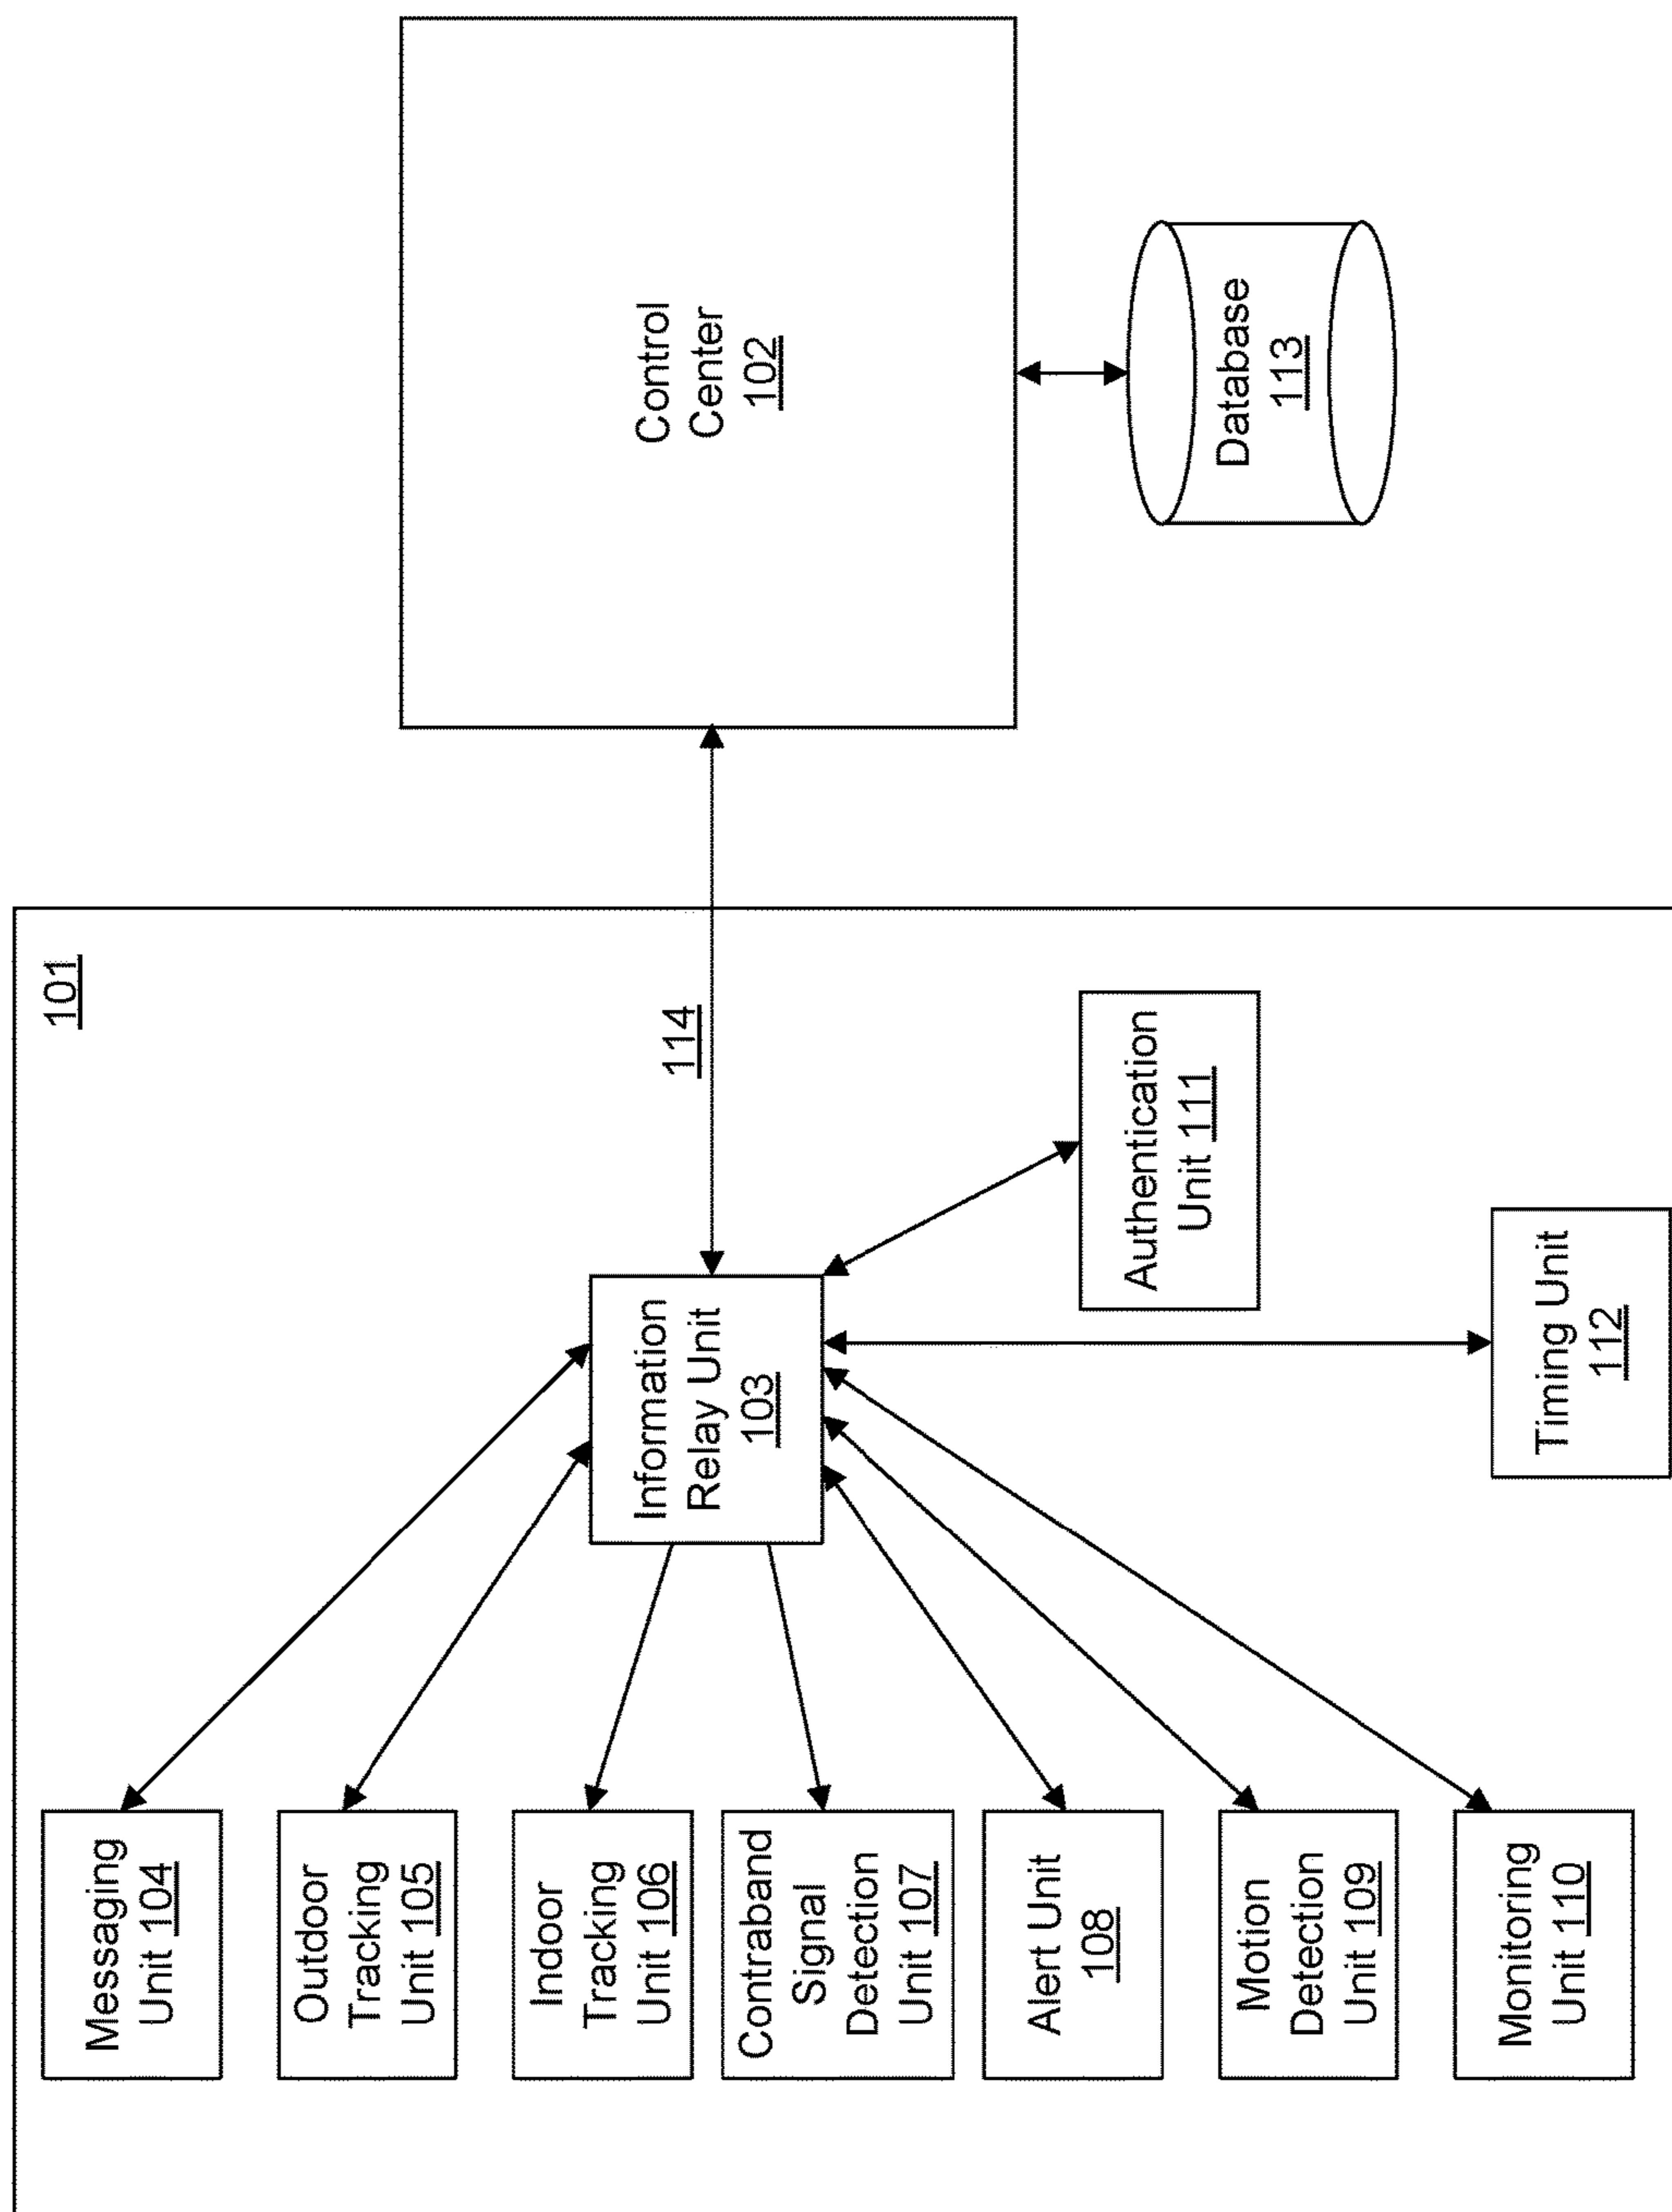 101
Messaging
Unit 104
Outdoor
Tracking
Unit 105
Indoor
Tracking
Unit 106
Contraband
Signal
Detection
Unit 107
Alert Unit
108
Motion
Detection
Unit 109
Monitoring
Unit 110
Information
Relay Unit
103
114
Authentication
Unit 111
Timing Unit
112
Control
Center
102
Database
113